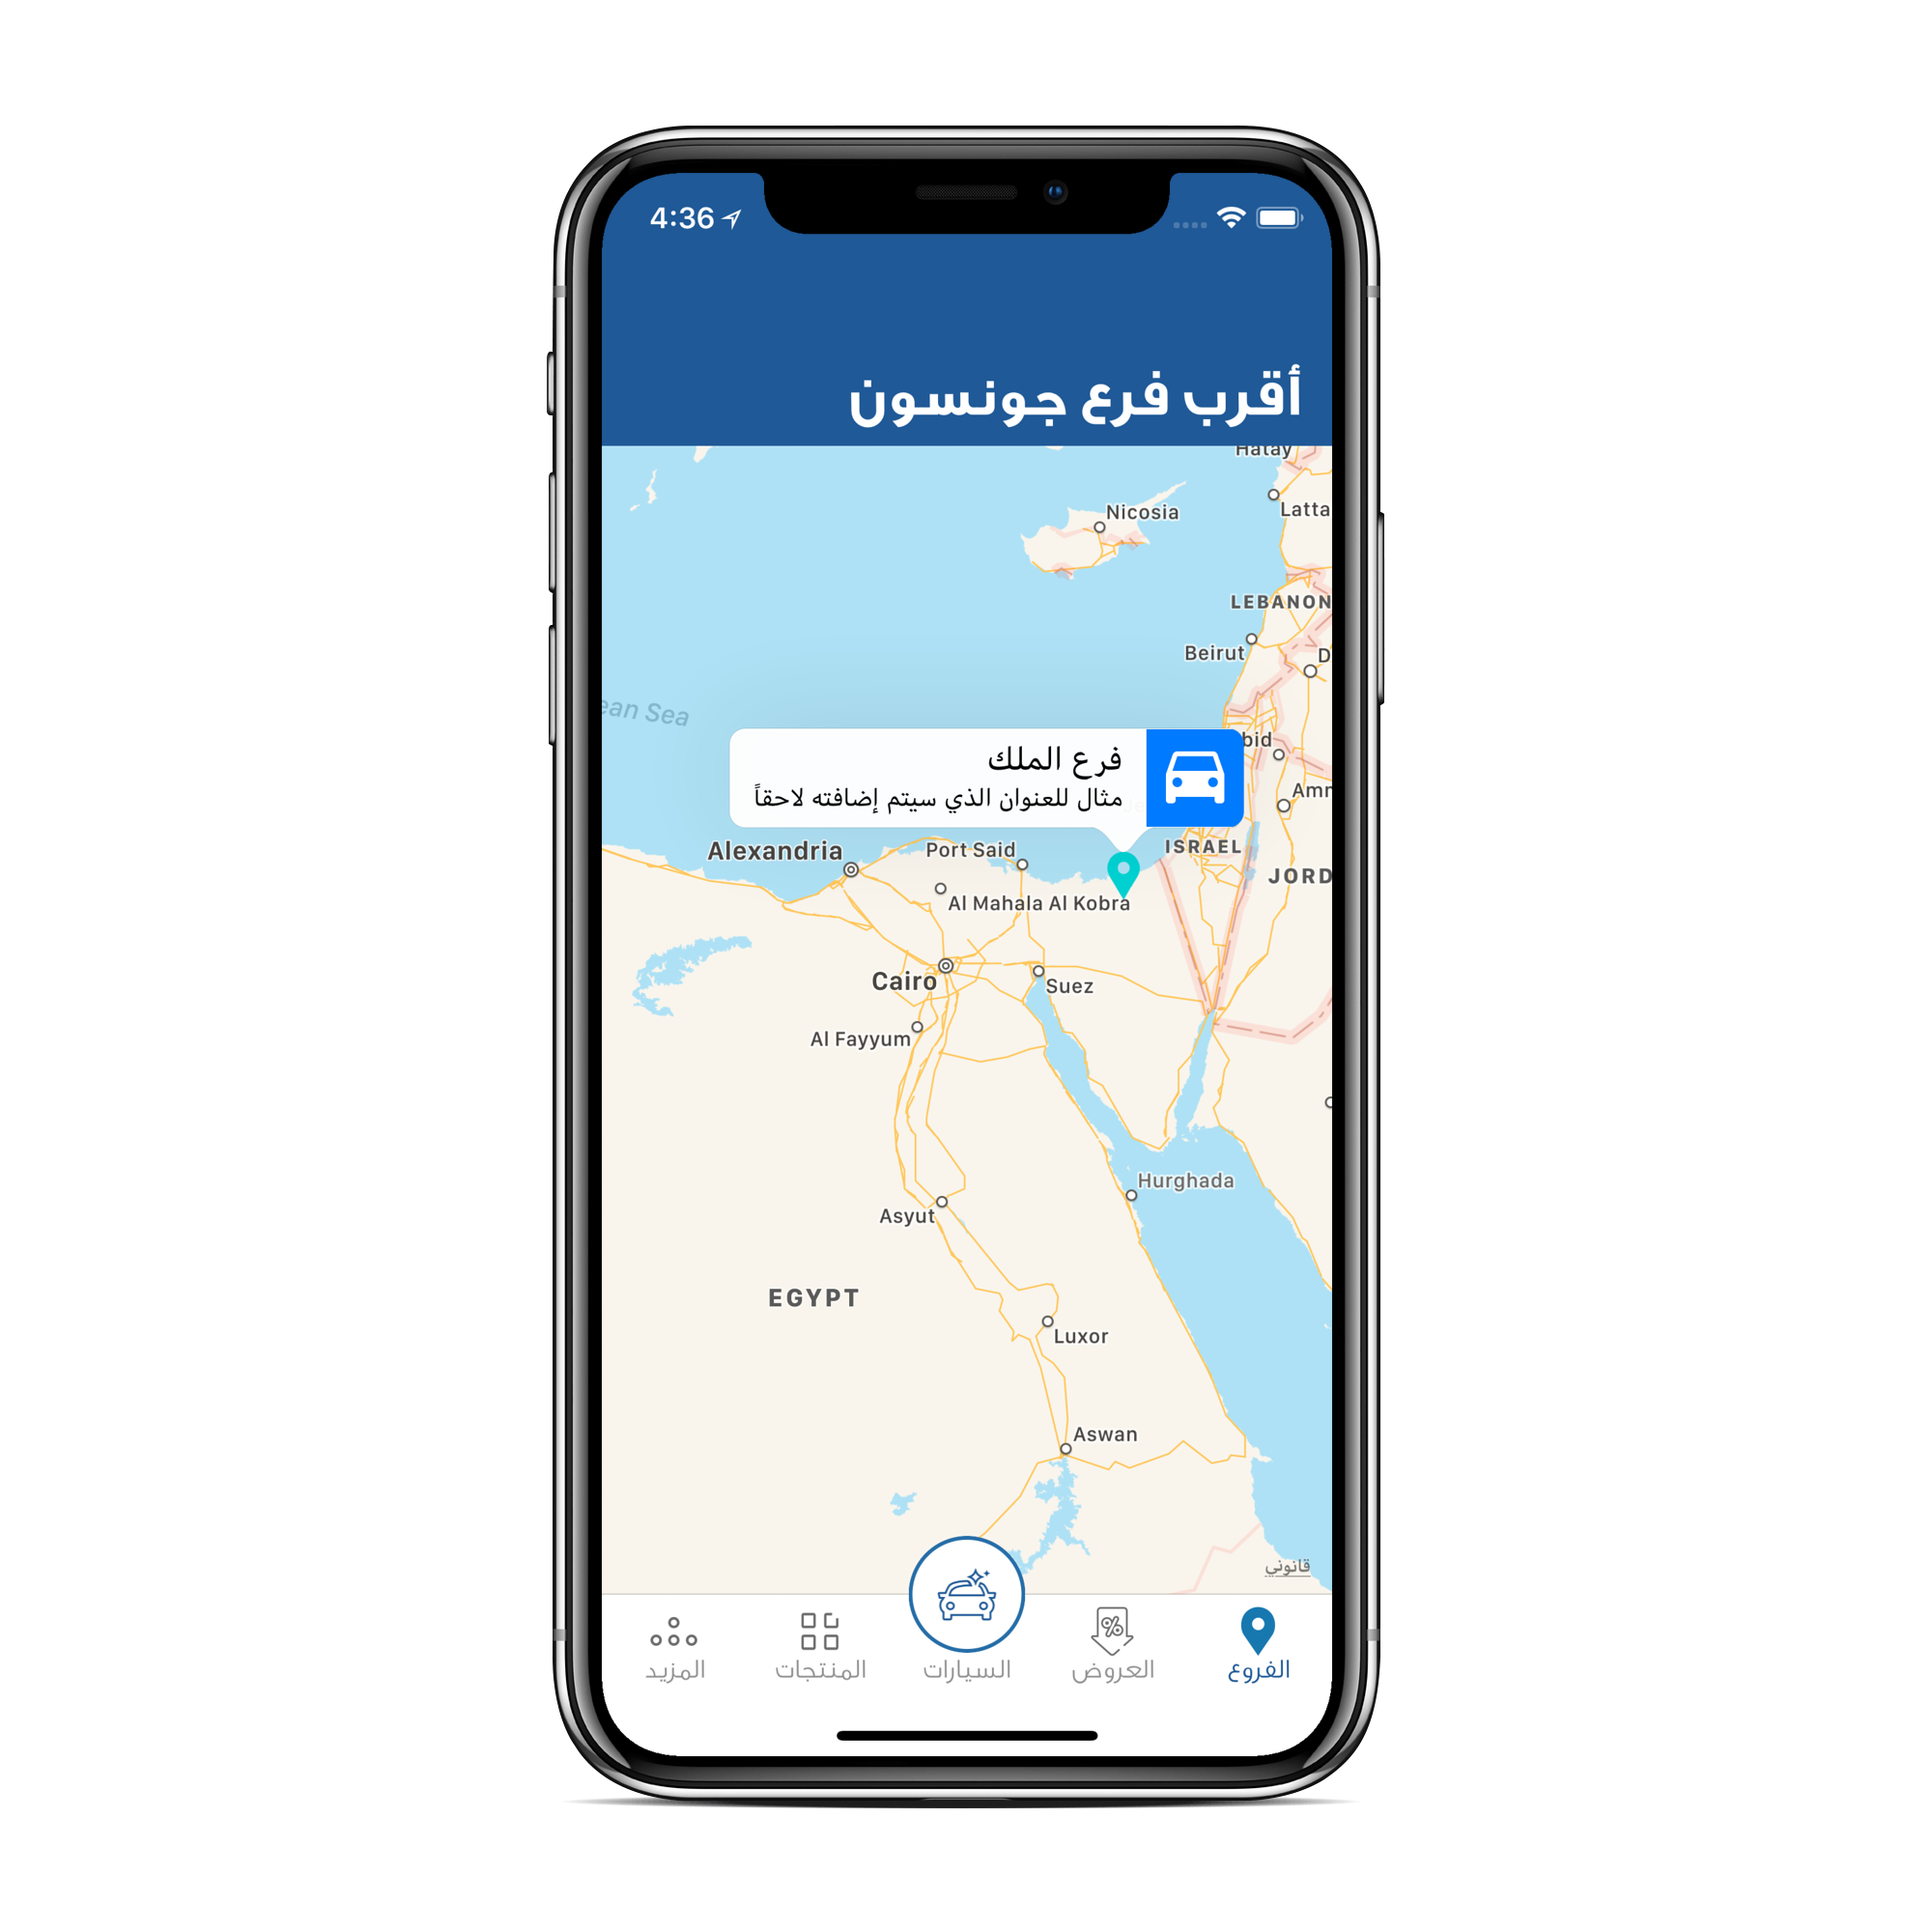 4:36
أقرب فرع جونسون
Hatay
Nicosia
Latta
LEBANON
Beirut
D
ean Sea
bid
فرع الملك
مثال للعنوان الذي سيتم إضافته لاحقاً
Amr
Alexandria
Port Said
ISRAEL
JORD
Al Mahala Al Kobra
Cairo
Suez
Al Fayyum
Hurghada
Asyut
EGYPT
Luxor
Aswan
قانوني
الفروع
العروض
السيارات
المنتجات
المزيد